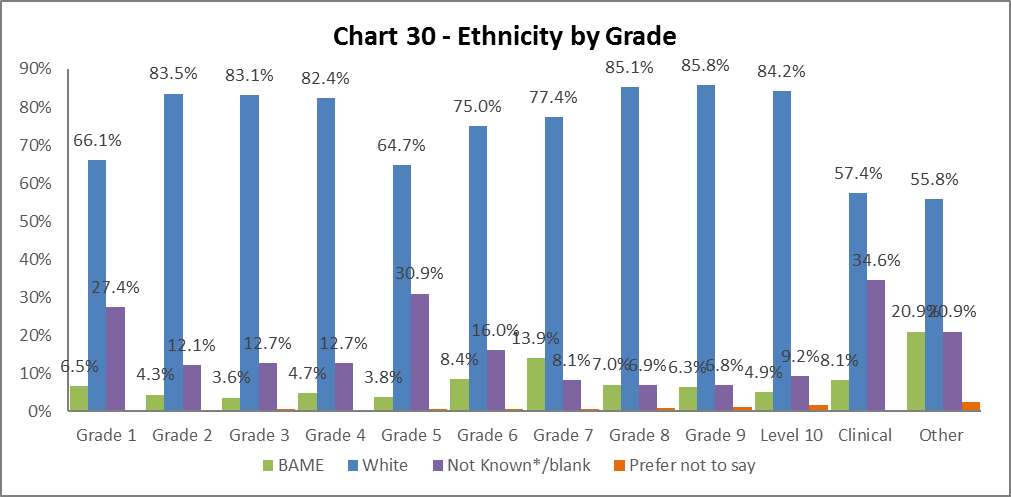 Chart 30 - Ethnicity by Grade
90%
80%
70%
60%
50%
40%
30%
20%
10%
0%
6.5% 66.1% 27.4%
4.3% 83.5% 12.1%
3.6% 83.1% 12.7%
4.7% 82.4% 12.7%
3.8% 64.7% 30.9%
8.4% 75.0% 16.0%
13.9% 77.4% 8.1%
7.0% 85.1% 6.9%
6.3% 85.8% 6.8%
4.9% 84.2% 9.2%
8.1% 57.4% 34.6%
20.9% 55.8% 20.9%
Grade 1 Grade 2 Grade 3 Grade 4 Grade 5 Grade 6 Grade 7 Grade 8 Grade 9 Level 10 Clinical Other
BAME White Not Known*/blank Prefer not to say